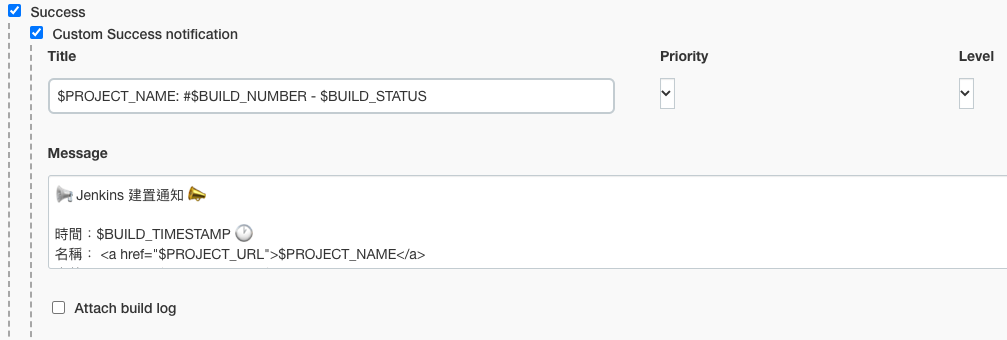 Success
Custom Success notification
Title Priority Level
$PROJECT_NAME: #$BUILD_NUMBER - $BUILD_STATUS
Message
📢 Jenkins 建置通知 📣
時間：$BUILD_TIMESTAMP 🕐
名稱： <a href="$PROJECT_URL">$PROJECT_NAME</a>
Attach build log